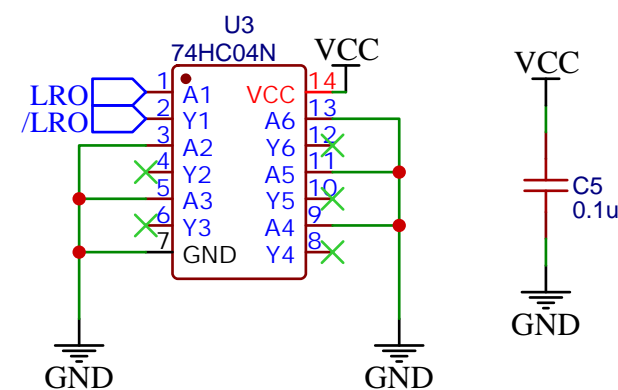 U3
74HC04N
VCC
VCC
LRO
/LRO
1 A1
2 Y1
3 A2
4 Y2
5 A3
6 Y3
7 GND
VCC 14
A6 13
Y6 12
A5 11
Y5 10
A4 9
Y4 8
C5
0.1u
GND
GND
GND